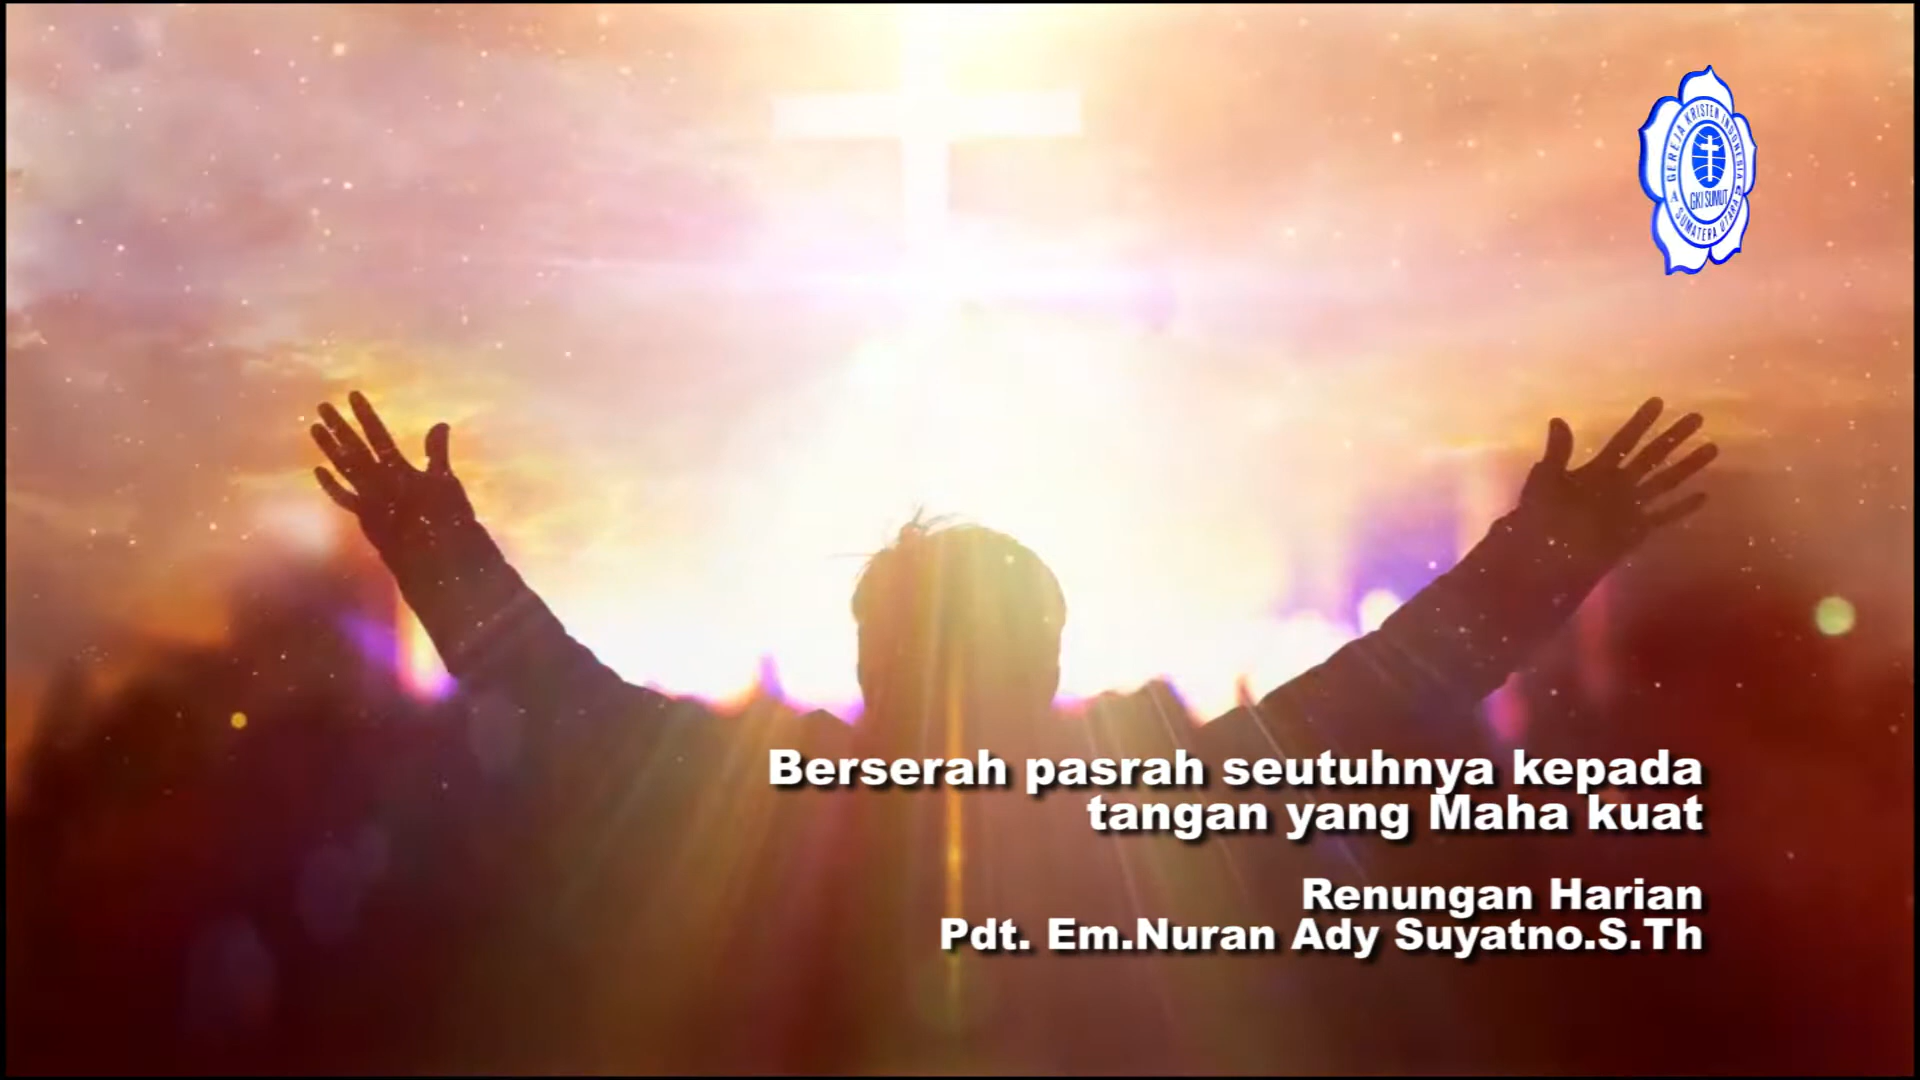 GEREJA KRISTEN INDONESIA
GKI SUMUT
SUMATERA UTARA
Berserah pasrah seutuhnya kepada
tangan yang Maha kuat
Renungan Harian
Pdt. Em.Nuran Ady Suyatno.S.Th